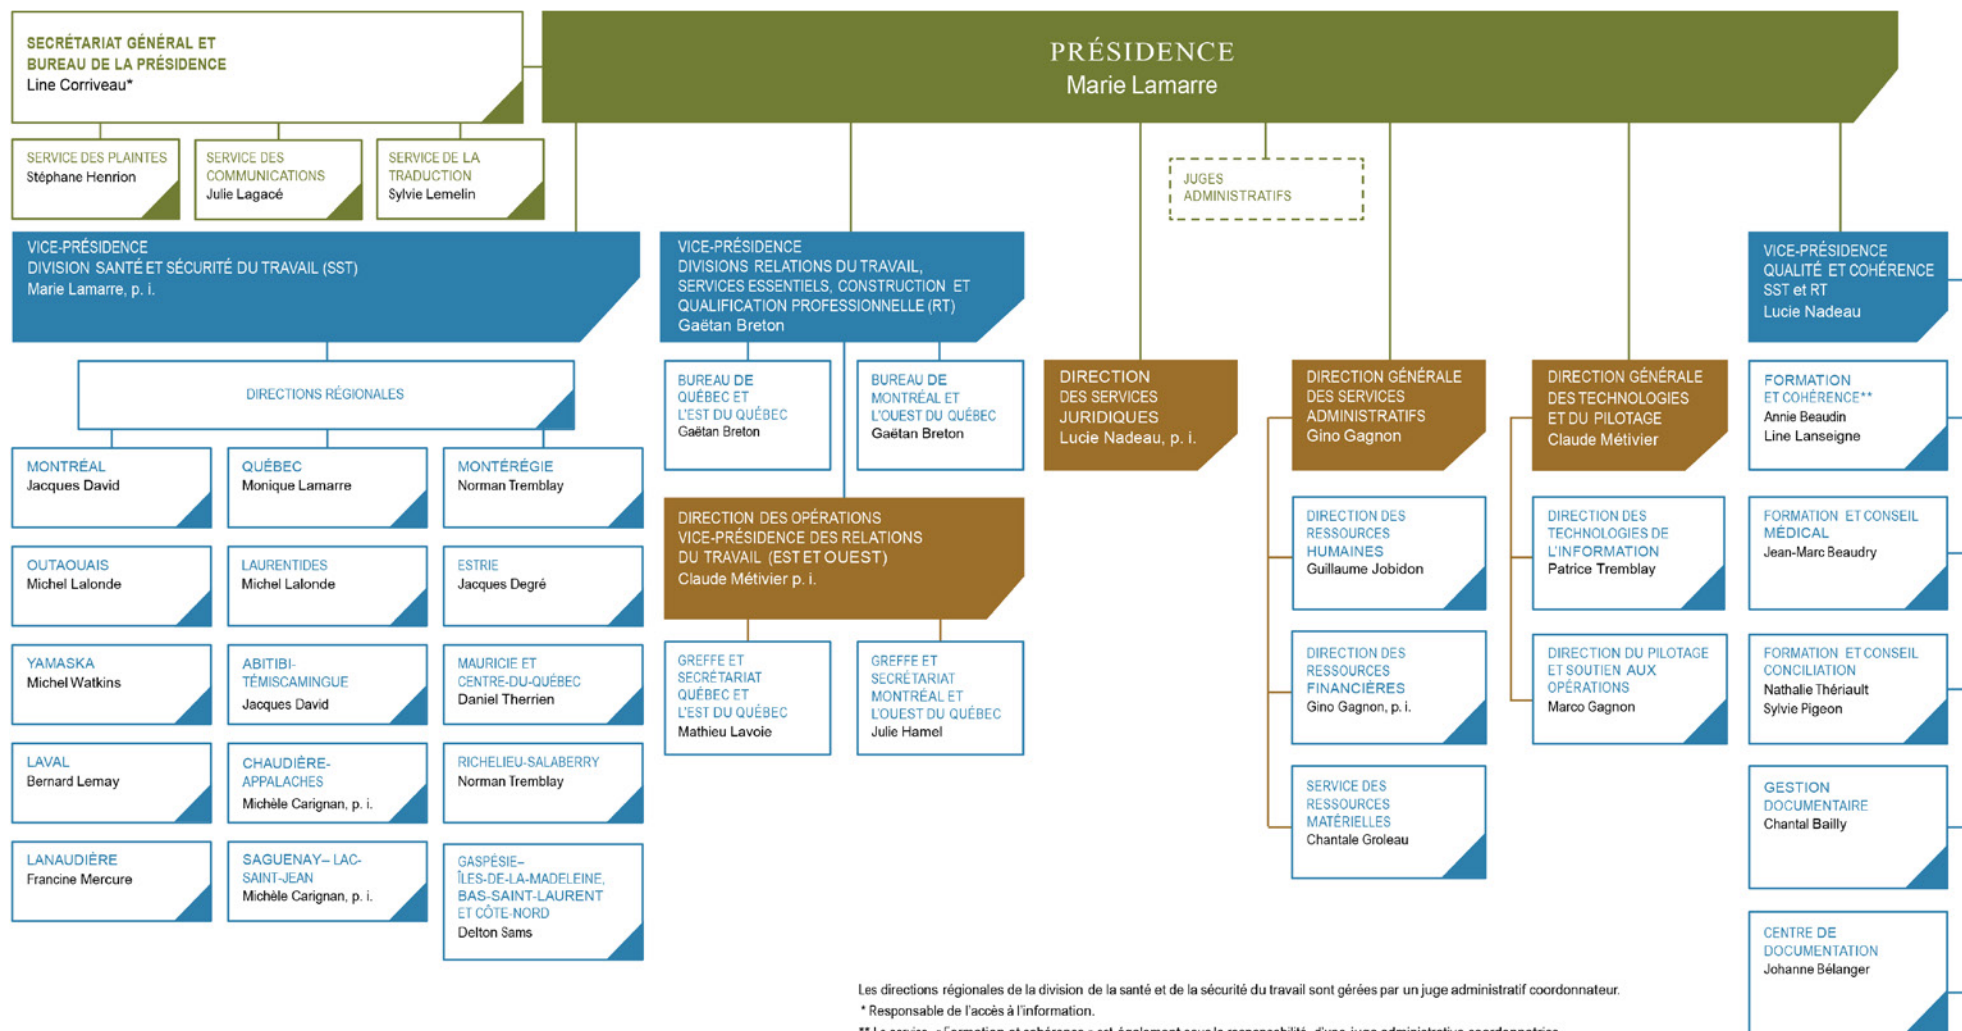 SECRÉTARIAT GÉNÉRAL ET
BUREAU DE LA PRÉSIDENCE
Line Corriveau*
PRÉSIDENCE
Marie Lamarre
SERVICE DES PLAINTES
Stéphane Henrion
SERVICE DES
COMMUNICATIONS
Julie Lagacé
SERVICE DE LA
TRADUCTION
Sylvie Lemelin
JUGES
ADMINISTRATIFS
VICE-PRÉSIDENCE
DIVISION SANTÉ ET SÉCURITÉ DU TRAVAIL (SST)
Marie Lamarre, p. i.
VICE-PRÉSIDENCE
DIVISIONS RELATIONS DU TRAVAIL,
SERVICES ESSENTIELS, CONSTRUCTION ET
QUALIFICATION PROFESSIONNELLE (RT)
Gaëtan Breton
VICE-PRÉSIDENCE
QUALITÉ ET COHÉRENCE
SST et RT
Lucie Nadeau
DIRECTIONS RÉGIONALES
MONTRÉAL
Jacques David
QUÉBEC
Monique Lamarre
MONTÉRÉGIE
Norman Tremblay
OUTAOUAIS
Michel Lalonde
LAURENTIDES
Michel Lalonde
ESTRIE
Jacques Degré
YAMASKA
Michel Watkins
ABITIBI-
TÉMISCAMINGUE
Jacques David
MAURICIE ET
CENTRE-DU-QUÉBEC
Daniel Therrien
LAVAL
Bernard Lemay
CHAUDIÈRE-
APPALACHES
Michèle Carignan, p. i.
RICHELIEU-SALABERRY
Norman Tremblay
LANAUDIÈRE
Francine Mercure
SAGUENAY– LAC-
SAINT-JEAN
Michèle Carignan, p. i.
GASPÉSIE–
ÎLES-DE-LA-MADELEINE,
BAS-SAINT-LAURENT
ET CÔTE-NORD
Delton Sams
BUREAU DE
QUÉBEC ET
L'EST DU QUÉBEC
Gaëtan Breton
BUREAU DE
MONTRÉAL ET
L'OUEST DU QUÉBEC
Gaëtan Breton
DIRECTION DES OPÉRATIONS
VICE-PRÉSIDENCE DES RELATIONS
DU TRAVAIL (EST ET OUEST)
Claude Métivier p. i.
GREFFE ET
SECRÉTARIAT
QUÉBEC ET
L'EST DU QUÉBEC
Mathieu Lavoie
GREFFE ET
SECRÉTARIAT
MONTRÉAL ET
L'OUEST DU QUÉBEC
Julie Hamel
DIRECTION
DES SERVICES
JURIDIQUES
Lucie Nadeau, p. i.
DIRECTION GÉNÉRALE
DES SERVICES
ADMINISTRATIFS
Gino Gagnon
DIRECTION DES
RESSOURCES
HUMAINES
Guillaume Jobidon
DIRECTION DES
RESSOURCES
FINANCIÈRES
Gino Gagnon, p. i.
SERVICE DES
RESSOURCES
MATÉRIELLES
Chantale Groleau
DIRECTION GÉNÉRALE
DES TECHNOLOGIES
ET DU PILOTAGE
Claude Métivier
DIRECTION DES
TECHNOLOGIES DE
L'INFORMATION
Patrice Tremblay
DIRECTION DU PILOTAGE
ET SOUTIEN AUX
OPÉRATIONS
Marco Gagnon
FORMATION
ET COHÉRENCE**
Annie Beaudin
Line Lanseigne
FORMATION ET CONSEIL
MÉDICAL
Jean-Marc Beaudry
FORMATION ET CONSEIL
CONCILIATION
Nathalie Thériault
Sylvie Pigeon
GESTION
DOCUMENTAIRE
Chantal Bailly
CENTRE DE
DOCUMENTATION
Johanne Bélanger
Les directions régionales de la division de la santé et de la sécurité du travail sont gérées par un juge administratif coordonnateur.
* Responsable de l'accès à l'information.
** Le service « Formation et cohérence » est également sous la responsabilité d'une juge administrative coordonnatrice.